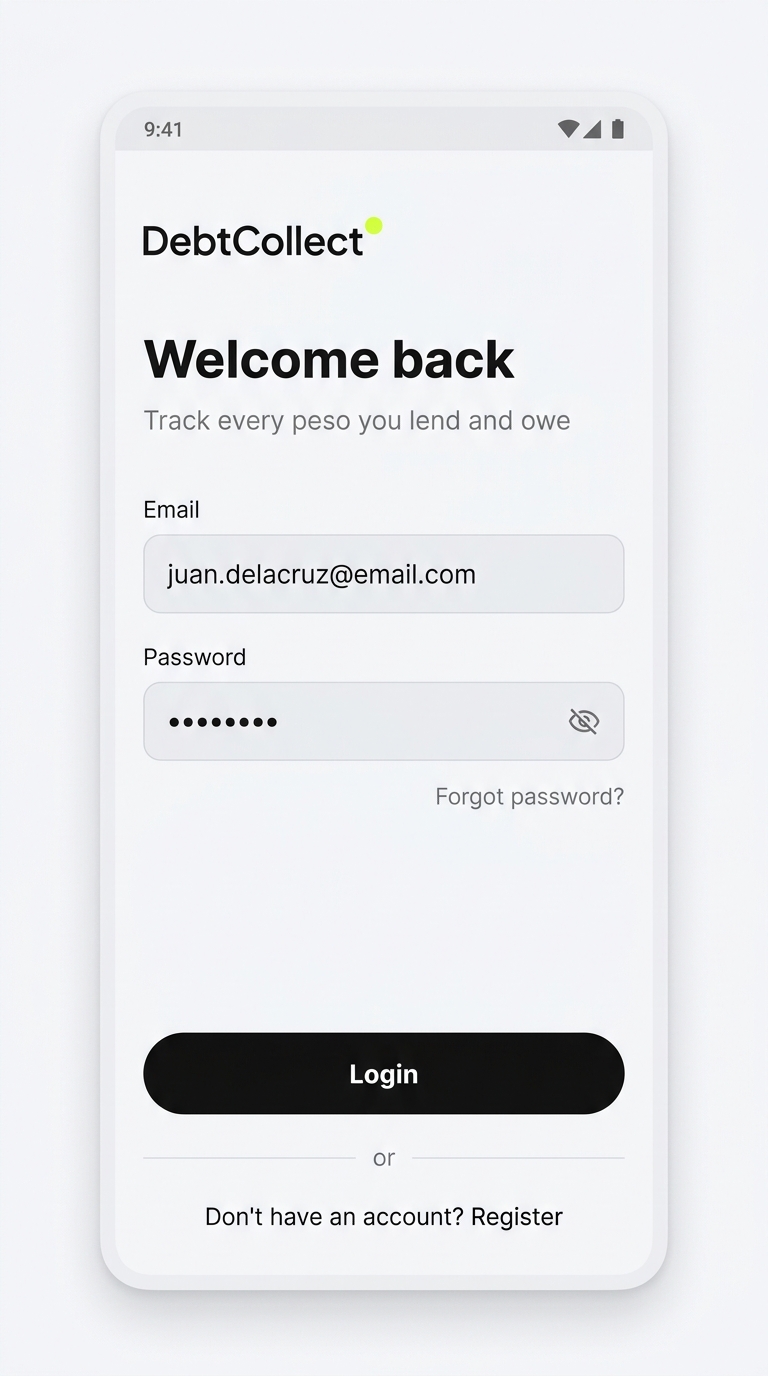 9:41
DebtCollect
Welcome back
Track every peso you lend and owe
Email
juan.delacruz@email.com
Password
••••••••
Forgot password?
Login
or
Don't have an account? Register